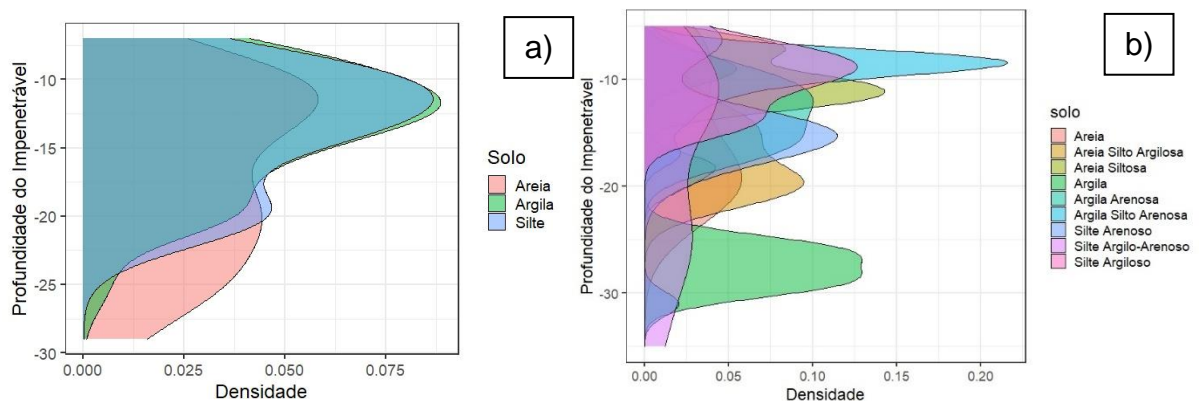 a)
Profundidade do Impenetrável
-10
-15
-20
-25
-30
0.000
0.025
0.050
0.075
Densidade
Solo
Areia
Argila
Silte
b)
Profundidade do Impenetrável
-10
-20
-30
0.00
0.05
0.10
0.15
0.20
Densidade
solo
Areia
Areia Silto Argilosa
Areia Siltosa
Argila
Argila Arenosa
Argila Silto Arenosa
Silte Arenoso
Silte Argilo-Arenoso
Silte Argiloso